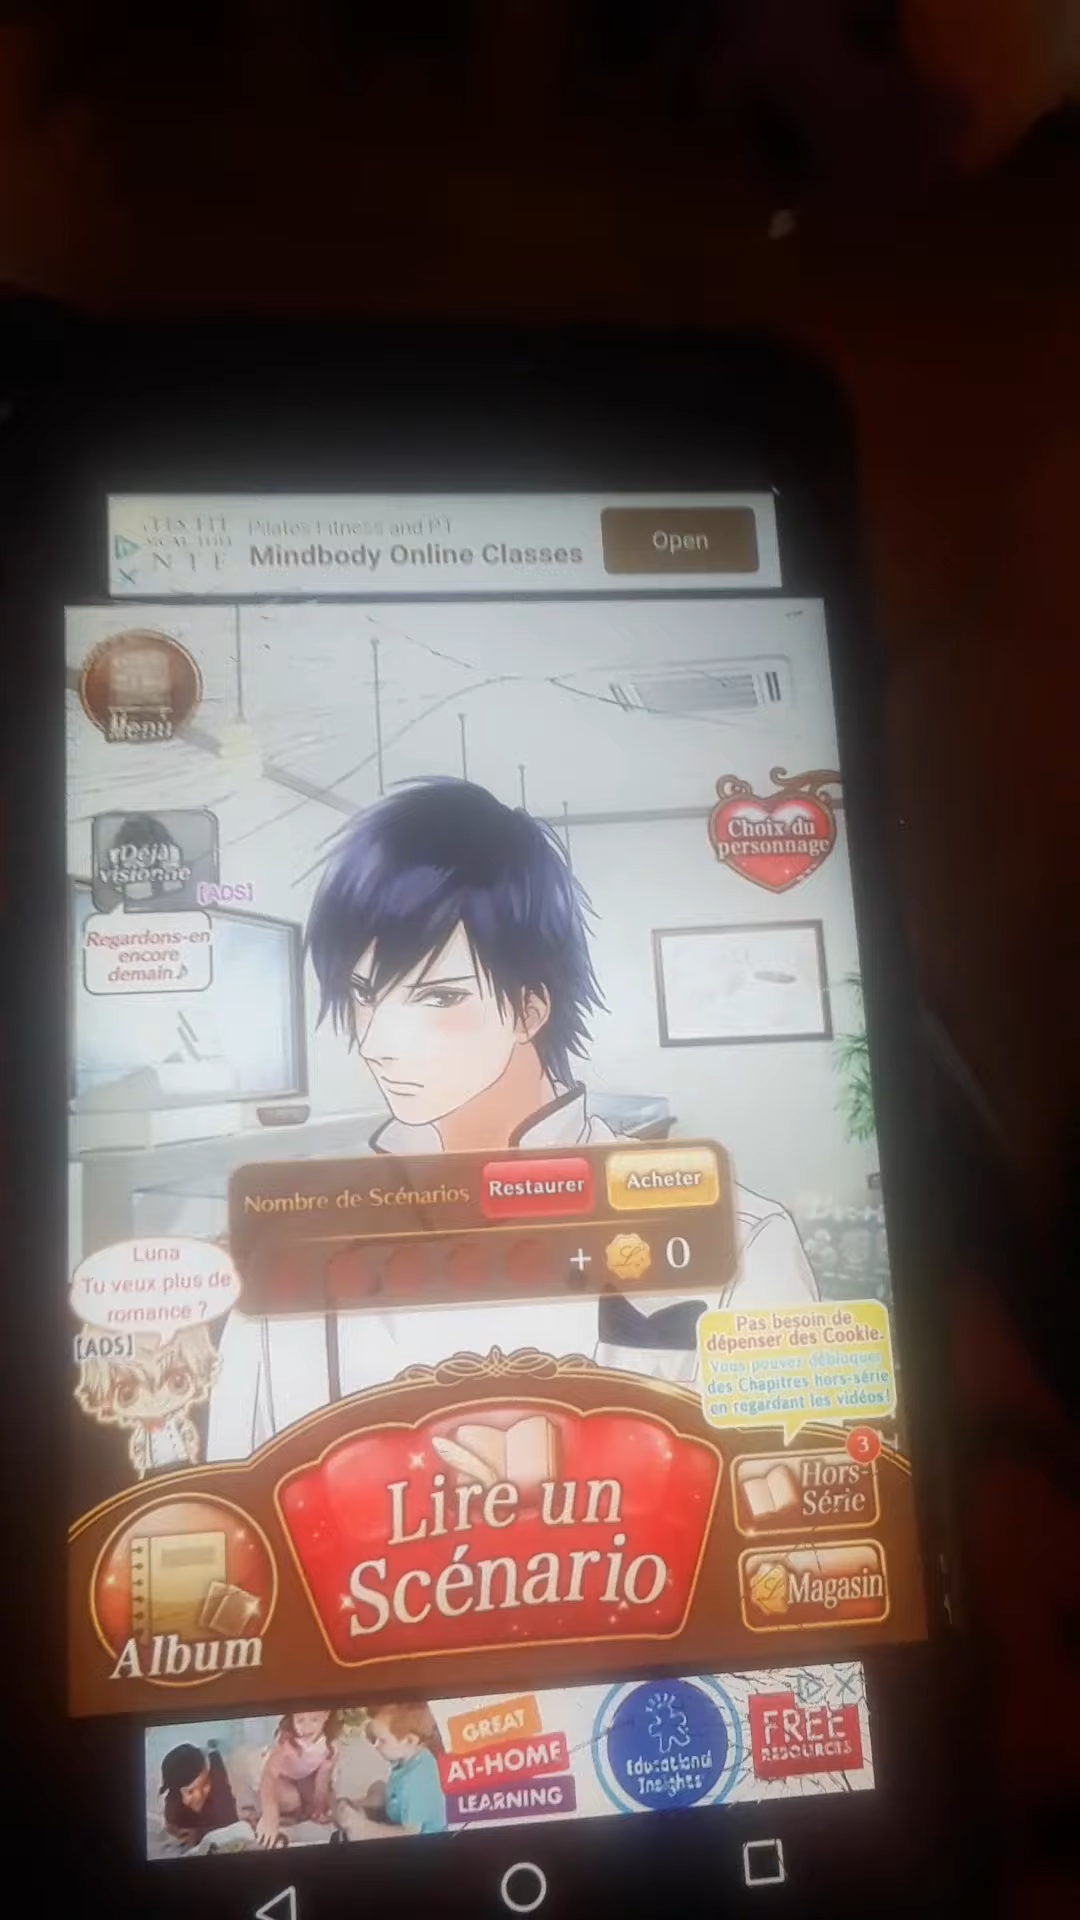 Pilates Fitness and PT
Mindbody Online Classes
Open
Menu
Choix du
personnage
Déjà
visionné
[ADS]
Regardons-en
encore
demain♪
Nombre de Scénarios
Restaurer
Acheter
+ 0
Luna
Tu veux plus de
romance ?
[ADS]
Pas besoin de
dépenser des Cookie.
Vous pouvez débloquer
des Chapitres hors-série
en regardant les vidéos!
3
Hors-
Série
Lire un
Scénario
Magasin
Album
GREAT
AT-HOME
LEARNING
Educational
Insights
FREE
RESOURCES